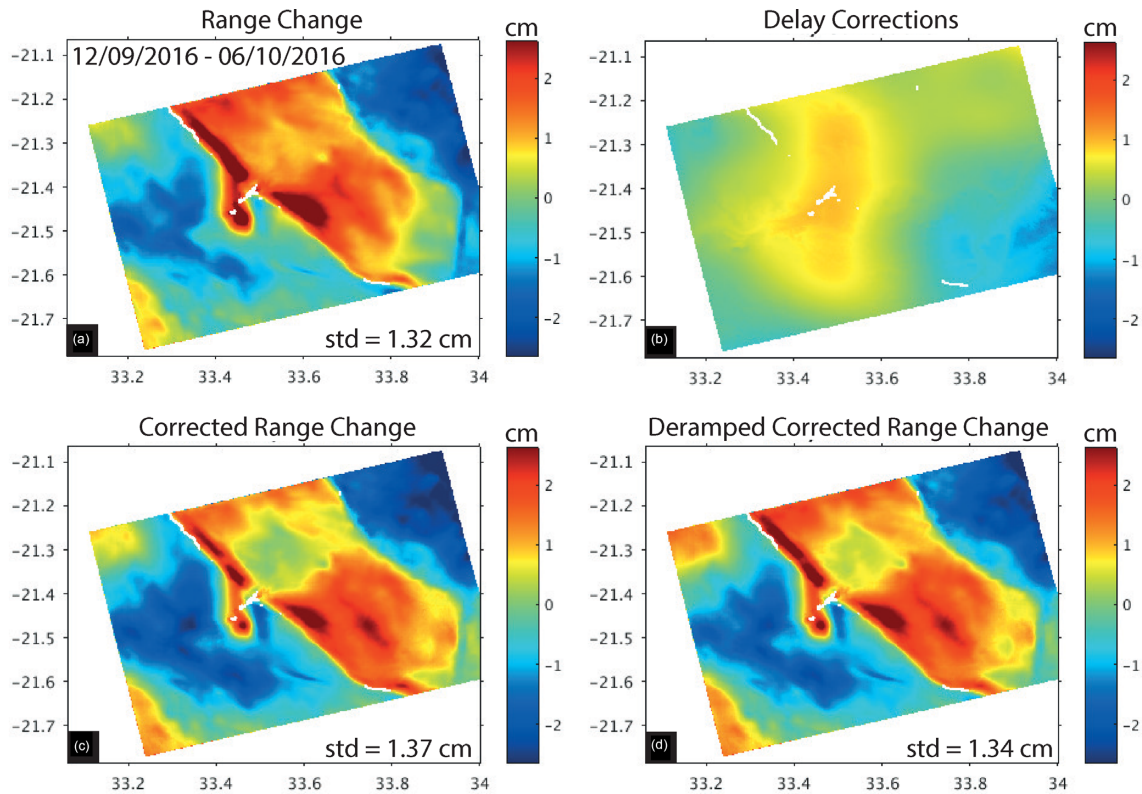 Range Change
cm
12/09/2016 - 06/10/2016
−21.1
−21.2
−21.3
−21.4
−21.5
−21.6
−21.7
2
1
0
−1
−2
(a)
std = 1.32 cm
33.2 33.4 33.6 33.8 34
Delay Corrections
cm
−21.1
−21.2
−21.3
−21.4
−21.5
−21.6
−21.7
2
1
0
−1
−2
(b)
33.2 33.4 33.6 33.8 34
Corrected Range Change
cm
−21.1
−21.2
−21.3
−21.4
−21.5
−21.6
−21.7
2
1
0
−1
−2
(c)
std = 1.37 cm
33.2 33.4 33.6 33.8 34
Deramped Corrected Range Change
cm
−21.1
−21.2
−21.3
−21.4
−21.5
−21.6
−21.7
2
1
0
−1
−2
(d)
std = 1.34 cm
33.2 33.4 33.6 33.8 34